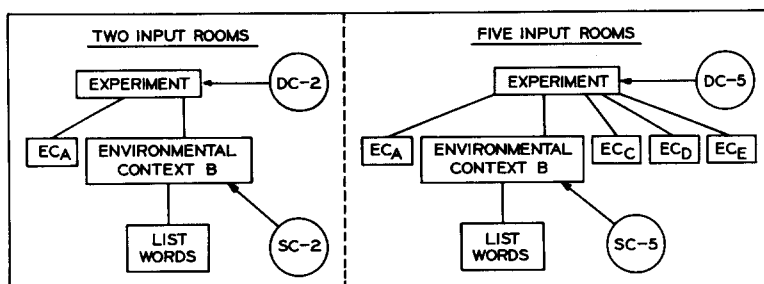 TWO INPUT ROOMS
EXPERIMENT
DC-2
ECA
ENVIRONMENTAL
CONTEXT B
LIST
WORDS
SC-2
FIVE INPUT ROOMS
EXPERIMENT
DC-5
ECA
ENVIRONMENTAL
CONTEXT B
ECC
ECD
ECE
LIST
WORDS
SC-5